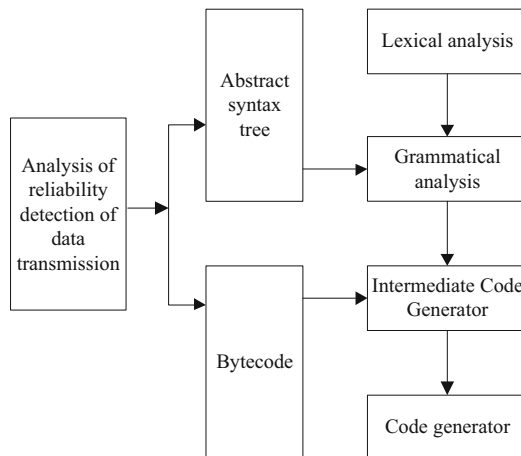 Analysis of
reliability
detection of
data
transmission
Abstract
syntax
tree
Bytecode
Lexical analysis
Grammatical
analysis
Intermediate Code
Generator
Code generator